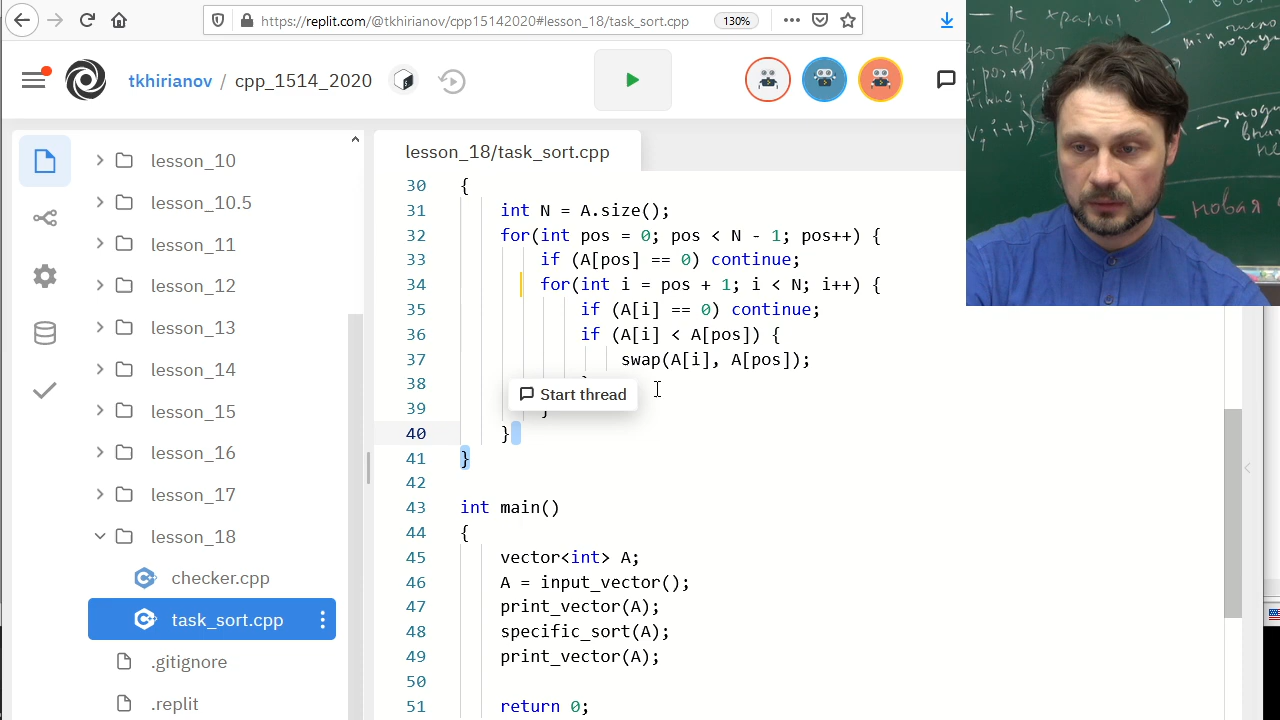 https://replit.com/@tkhirianov/cpp15142020#lesson_18/task_sort.cpp
130%
tkhirianov / cpp_1514_2020
lesson_10
lesson_10.5
lesson_11
lesson_12
lesson_13
lesson_14
lesson_15
lesson_16
lesson_17
lesson_18
checker.cpp
task_sort.cpp
.gitignore
.replit
lesson_18/task_sort.cpp
30 {
31 int N = A.size();
32 for(int pos = 0; pos < N - 1; pos++) {
33 if (A[pos] == 0) continue;
34 for(int i = pos + 1; i < N; i++) {
35 if (A[i] == 0) continue;
36 if (A[i] < A[pos]) {
37 swap(A[i], A[pos]);
38 }
Start thread
39 }
40 }
41 }
42
43 int main()
44 {
45 vector<int> A;
46 A = input_vector();
47 print_vector(A);
48 specific_sort(A);
49 print_vector(A);
50
51 return 0;
— к храмы
новая